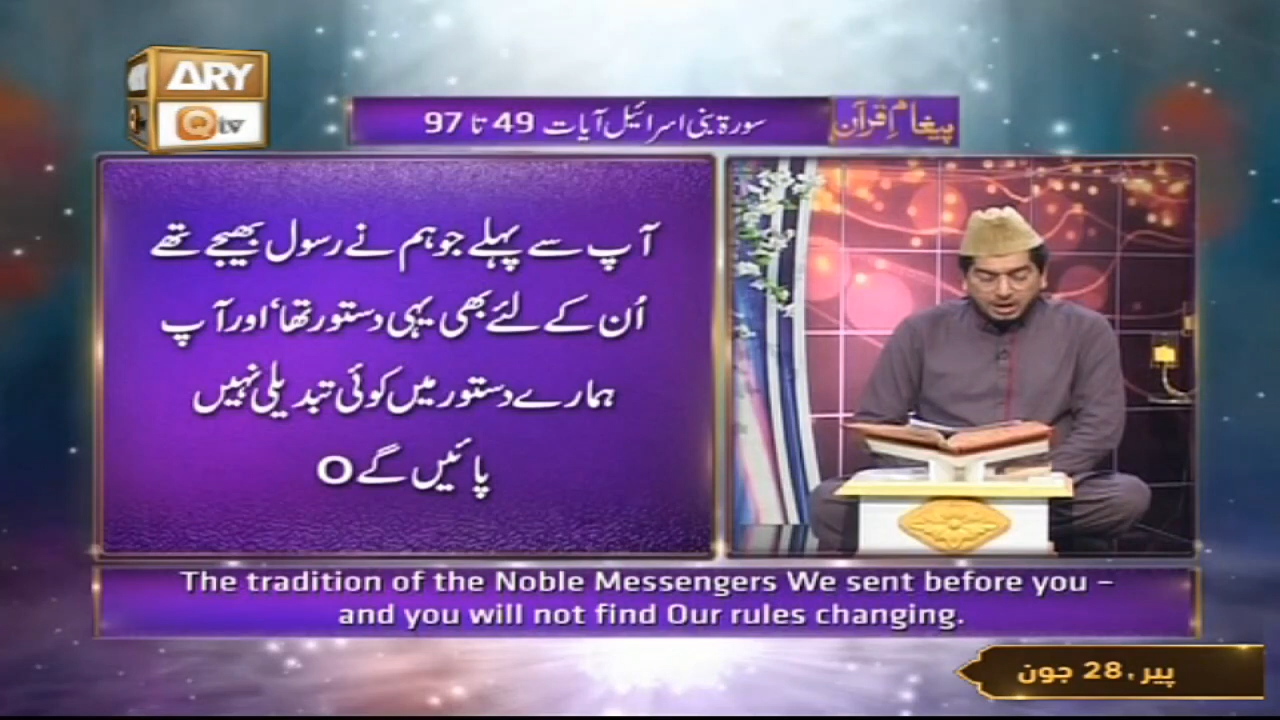 ARY
Qtv
پیغام قرآن
سورۃ بنی اسرائیل آیات 49 تا 97
آپ سے پہلے جو ہم نے رسول بھیجے تھے
اُن کے لئے بھی یہی دستور تھا، اور آپ
ہمارے دستور میں کوئی تبدیلی نہیں
پائیں گے O
The tradition of the Noble Messengers We sent before you –
and you will not find Our rules changing.
پیر، 28 جون